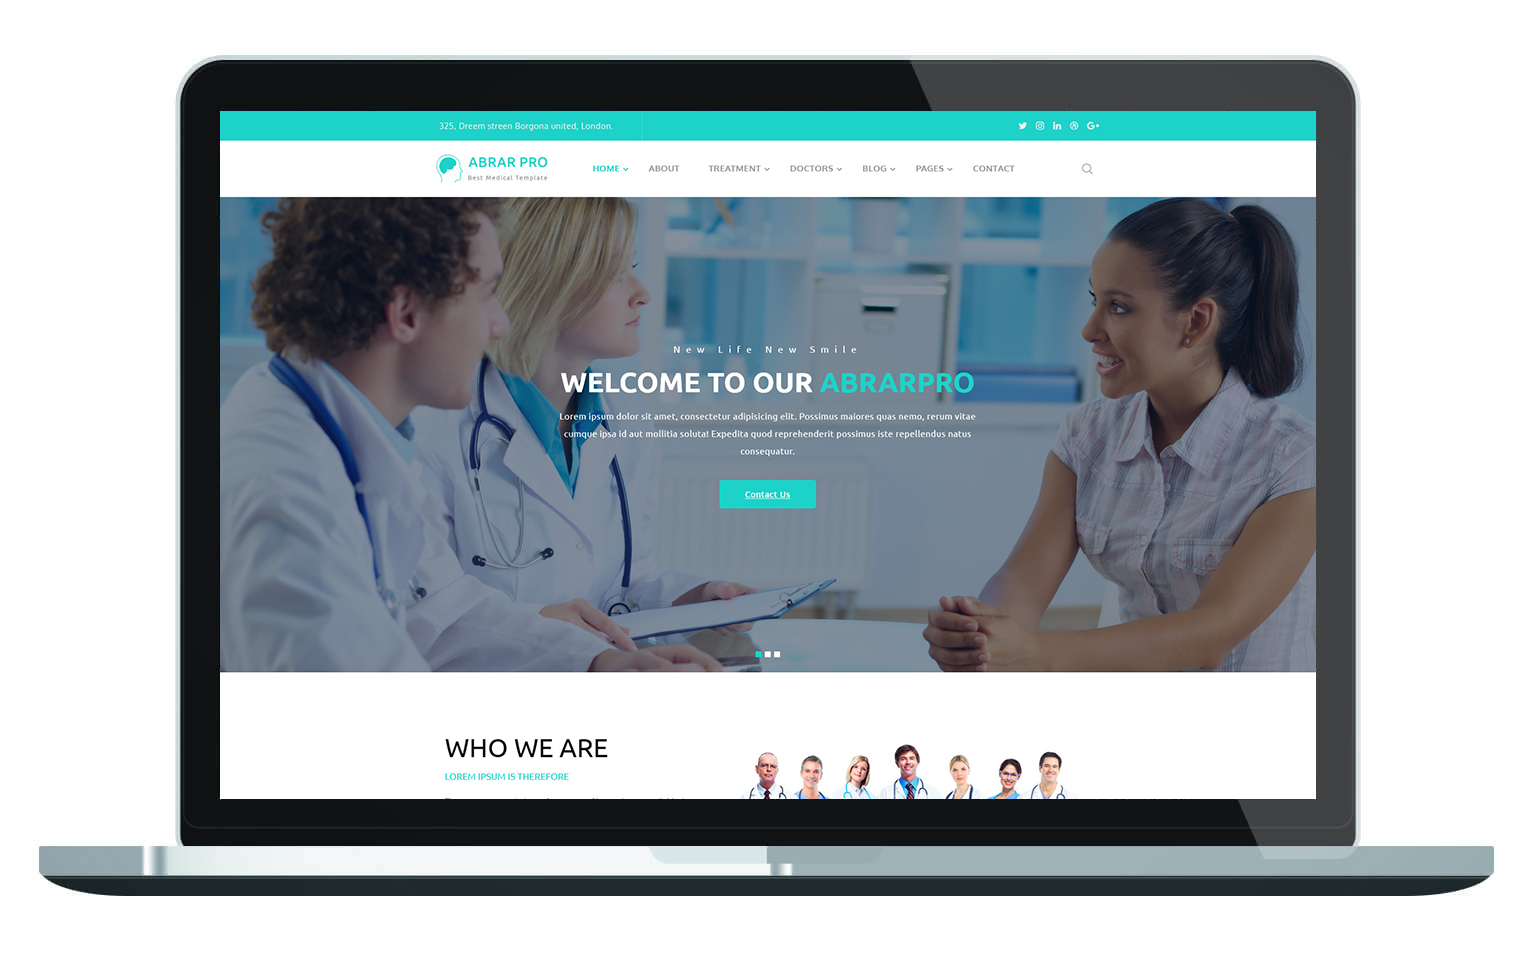 325, Dreem streen Borgona united, London.
ABRAR PRO
Best Medical Template
HOME ABOUT TREATMENT DOCTORS BLOG PAGES CONTACT
New Life New Smile
WELCOME TO OUR ABRARPRO
Lorem ipsum dolor sit amet, consectetur adipisicing elit. Possimus maiores quas nemo, rerum vitae
cumque ipsa id aut mollitia soluta! Expedita quod reprehenderit possimus iste repellendus natus
consequatur.
Contact Us
WHO WE ARE
LOREM IPSUM IS THEREFORE